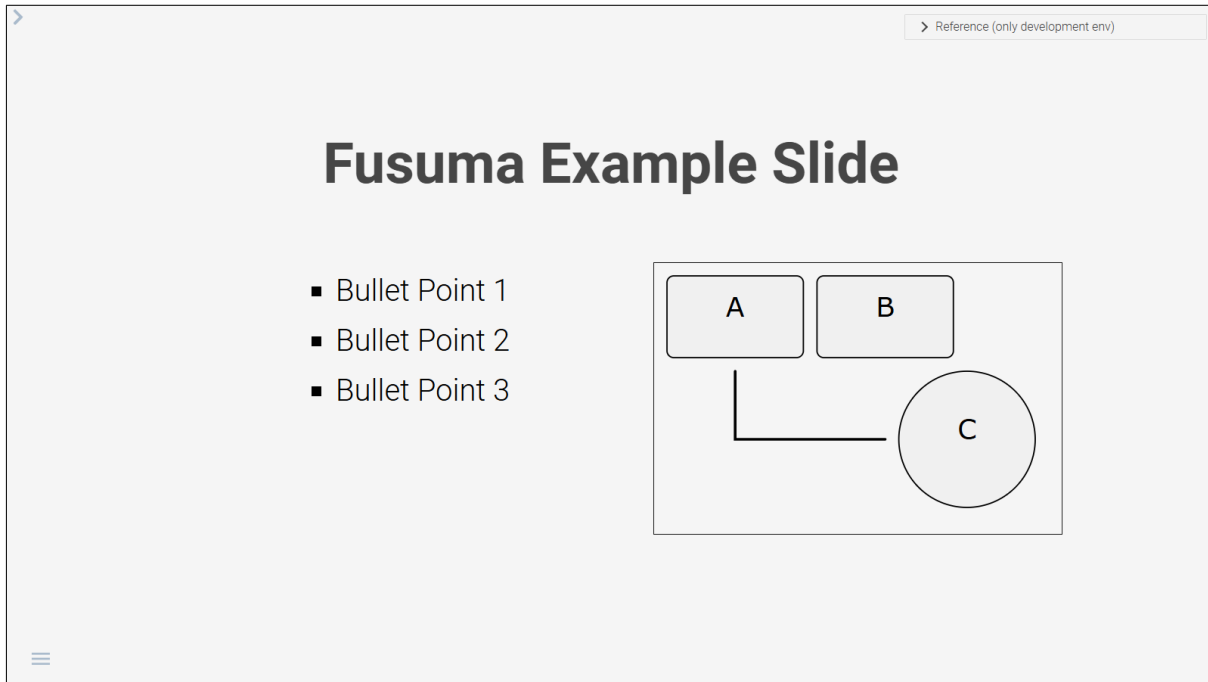 Reference (only development env)
Fusuma Example Slide
Bullet Point 1
Bullet Point 2
Bullet Point 3
A
B
C